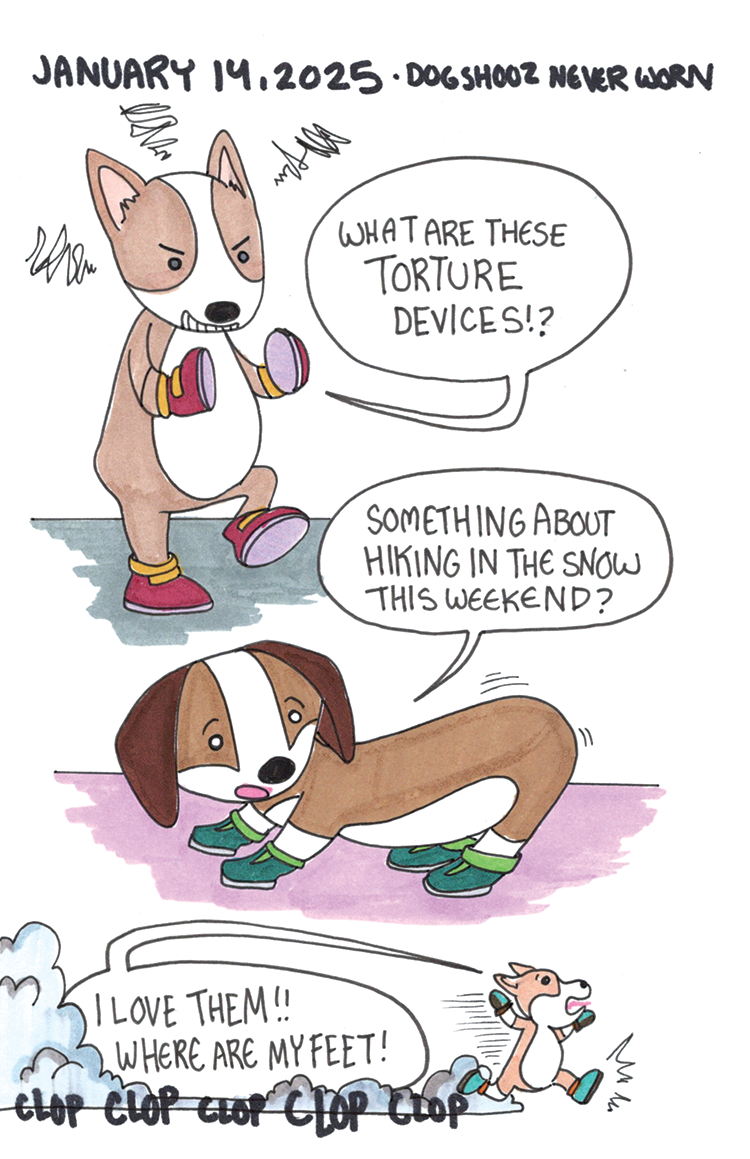 JANUARY 14.2025 · DOGSHOOZ NEVER WORN
WHAT ARE THESE
TORTURE
DEVICES!?
SOMETHING ABOUT
HIKING IN THE SNOW
THIS WEEKEND?
I LOVE THEM!!
WHERE ARE MY FEET!
CLOP CLOP CLOP CLOP CLOP